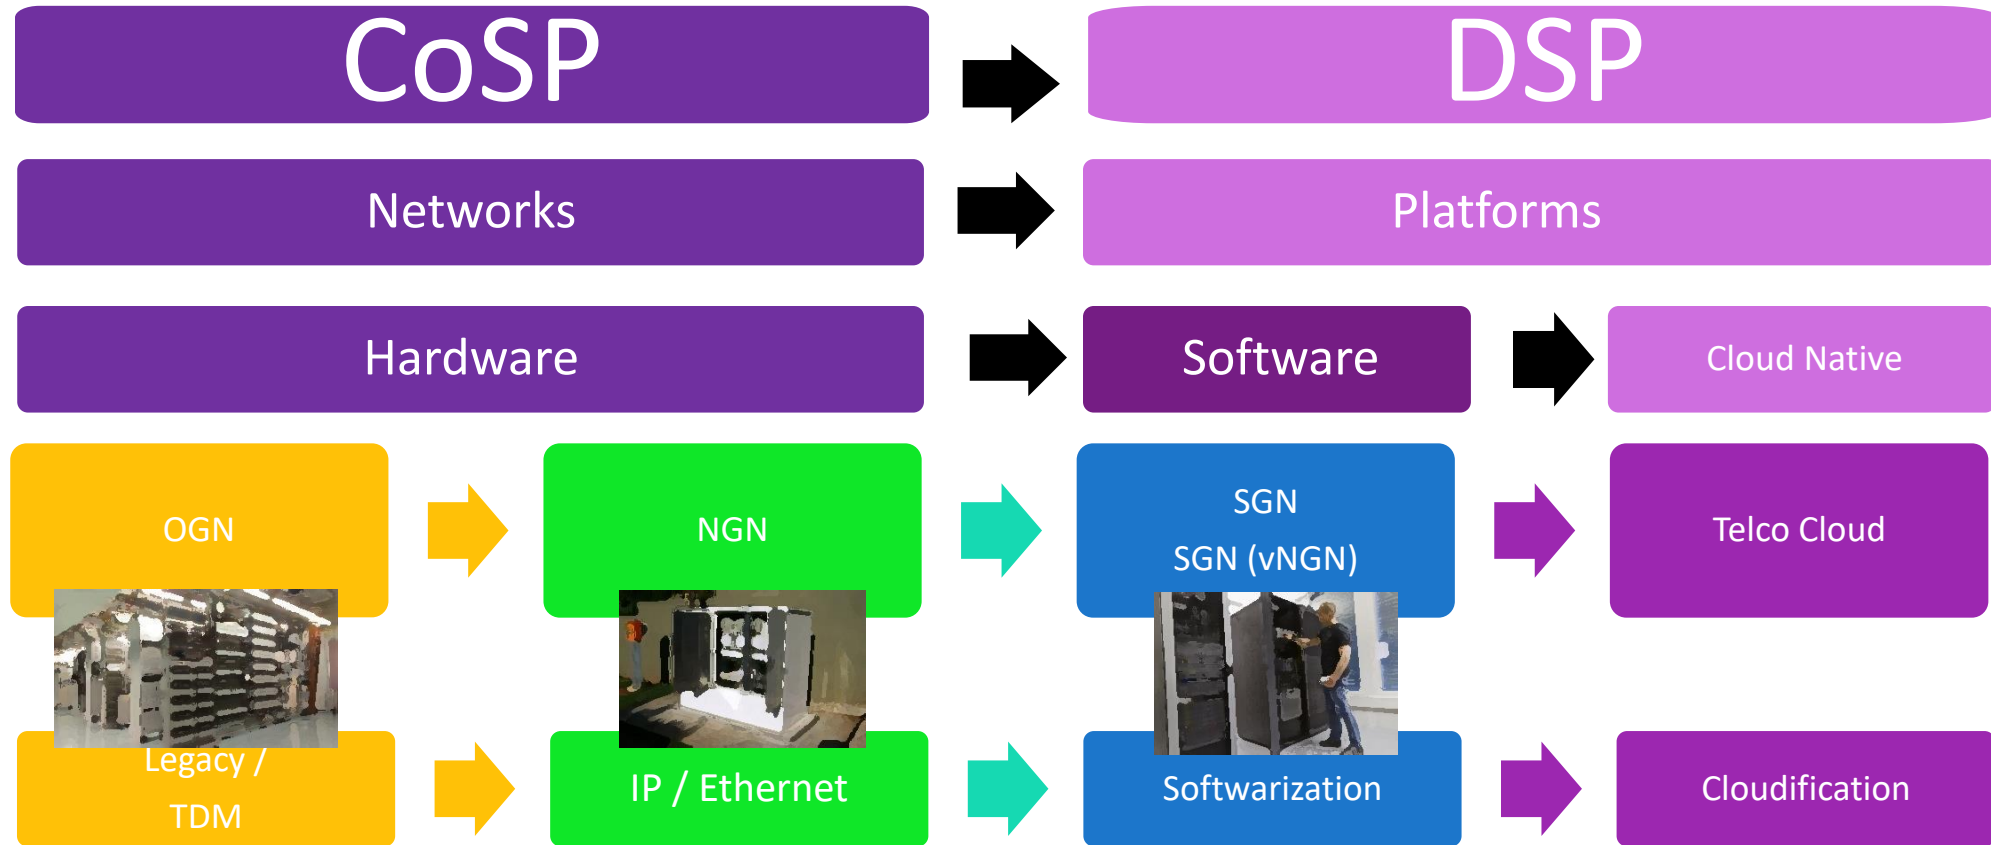 CoSP
DSP
Networks
Platforms
Hardware
Software
Cloud Native
OGN
NGN
SGN
SGN (vNGN)
Telco Cloud
Legacy /
TDM
IP / Ethernet
Softwarization
Cloudification